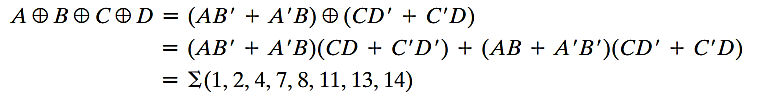 A ⊕ B ⊕ C ⊕ D = (AB′ + A′B) ⊕ (CD′ + C′D)
= (AB′ + A′B)(CD + C′D′) + (AB + A′B′)(CD′ + C′D)
= Σ(1, 2, 4, 7, 8, 11, 13, 14)